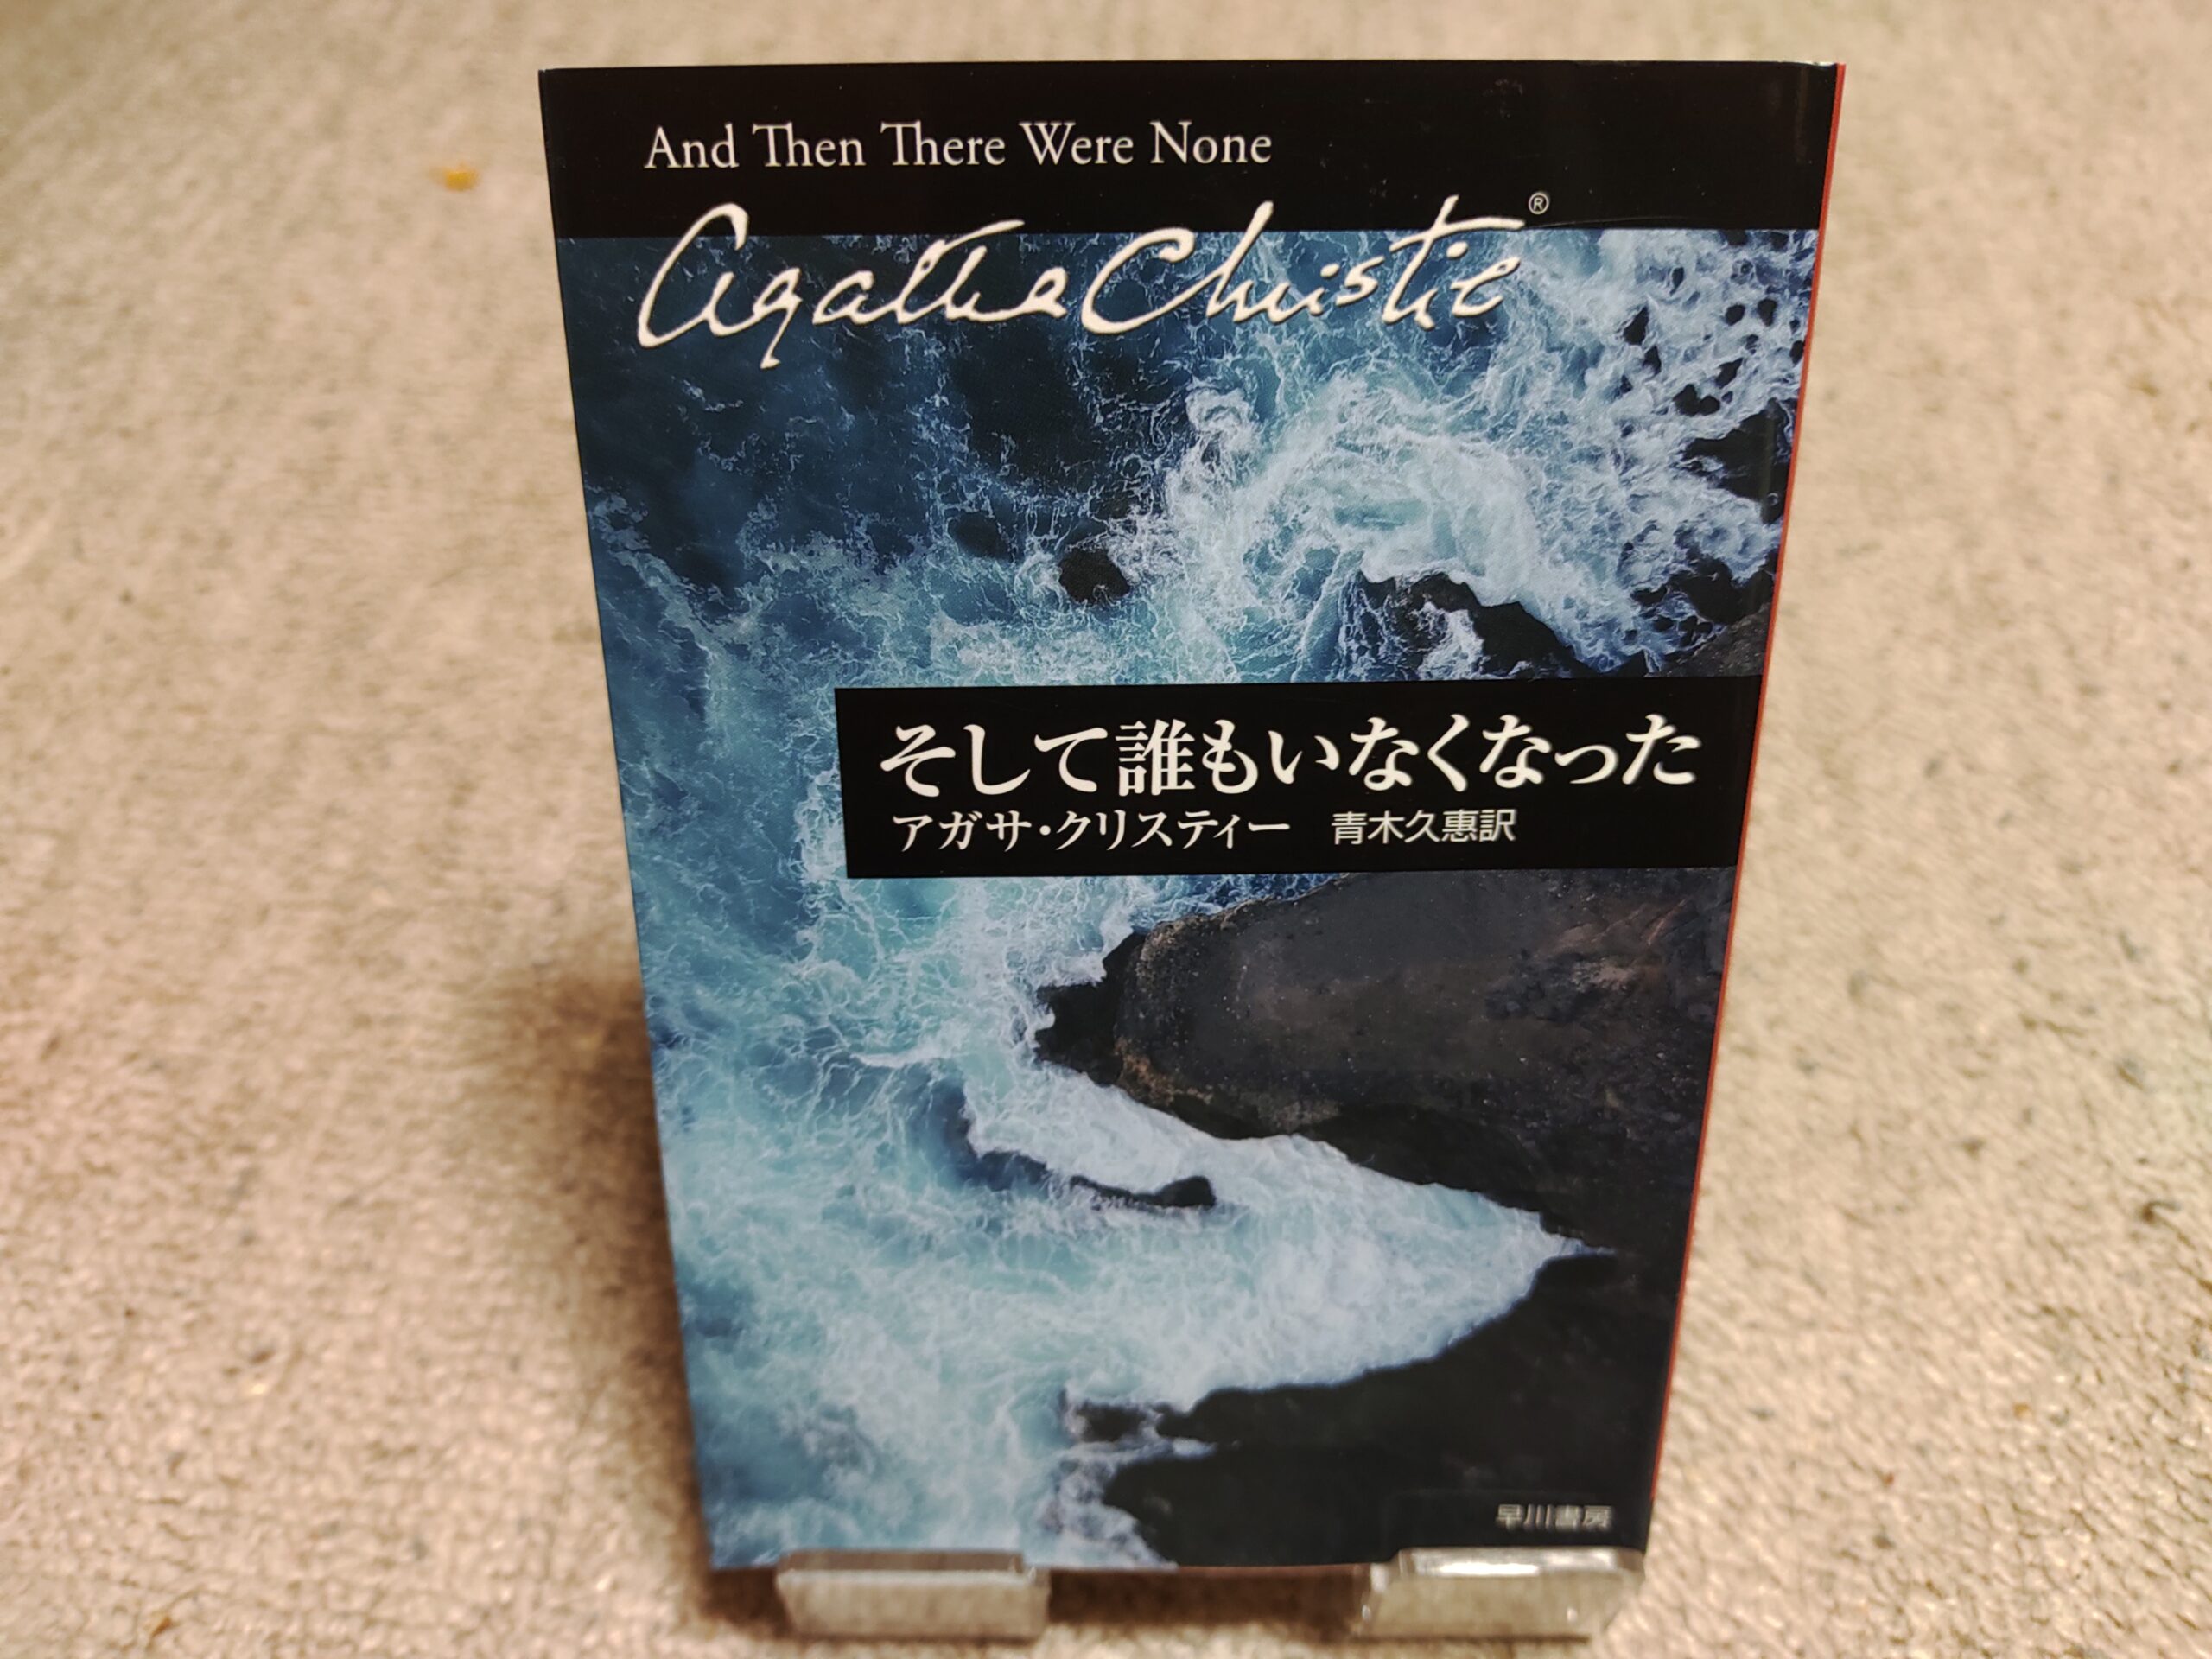 And Then There Were None
Agatha Christie®
そして誰もいなくなった
アガサ・クリスティー 青木久惠訳
早川書房